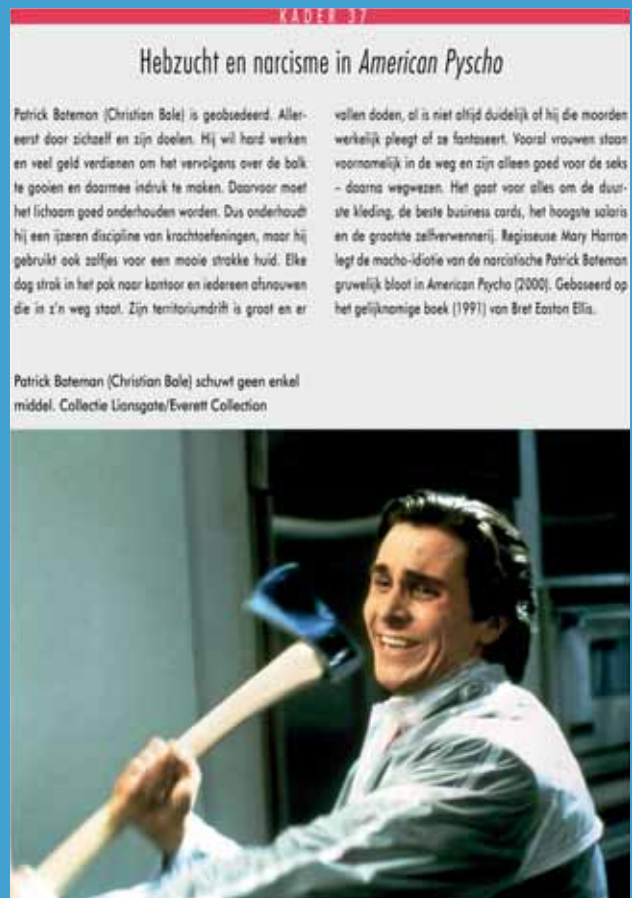 KADER 37
Hebzucht en narcisme in American Pyscho
Patrick Bateman (Christian Bale) is geobsedeerd. Aller-
eerst door zichzelf en zijn doelen. Hij wil hard werken
en veel geld verdienen om het vervolgens over de balk
te gooien en daarmee indruk te maken. Daarvoor moet
het lichaam goed onderhouden worden. Dus onderhoudt
hij een ijzeren discipline van krachtoefeningen, maar hij
gebruikt ook zalfjes voor een mooie strakke huid. Elke
dag strak in het pak naar kantoor en iedereen afsnauwen
die in z'n weg staat. Zijn territoriumdrift is groot en er
vallen doden, al is niet altijd duidelijk of hij die moorden
werkelijk pleegt of ze fantaseert. Vooral vrouwen staan
voornamelijk in de weg en zijn alleen goed voor de seks
– daarna wegwezen. Het gaat voor alles om de duur-
ste kleding, de beste business cards, het hoogste salaris
en de grootste zelfverwennerij. Regisseuse Mary Harron
legt de macho-idiotie van de narcistische Patrick Bateman
gruwelijk bloot in American Psycho (2000). Gebaseerd op
het gelijknamige boek (1991) van Bret Easton Ellis.
Patrick Bateman (Christian Bale) schuwt geen enkel
middel. Collectie Lionsgate/Everett Collection